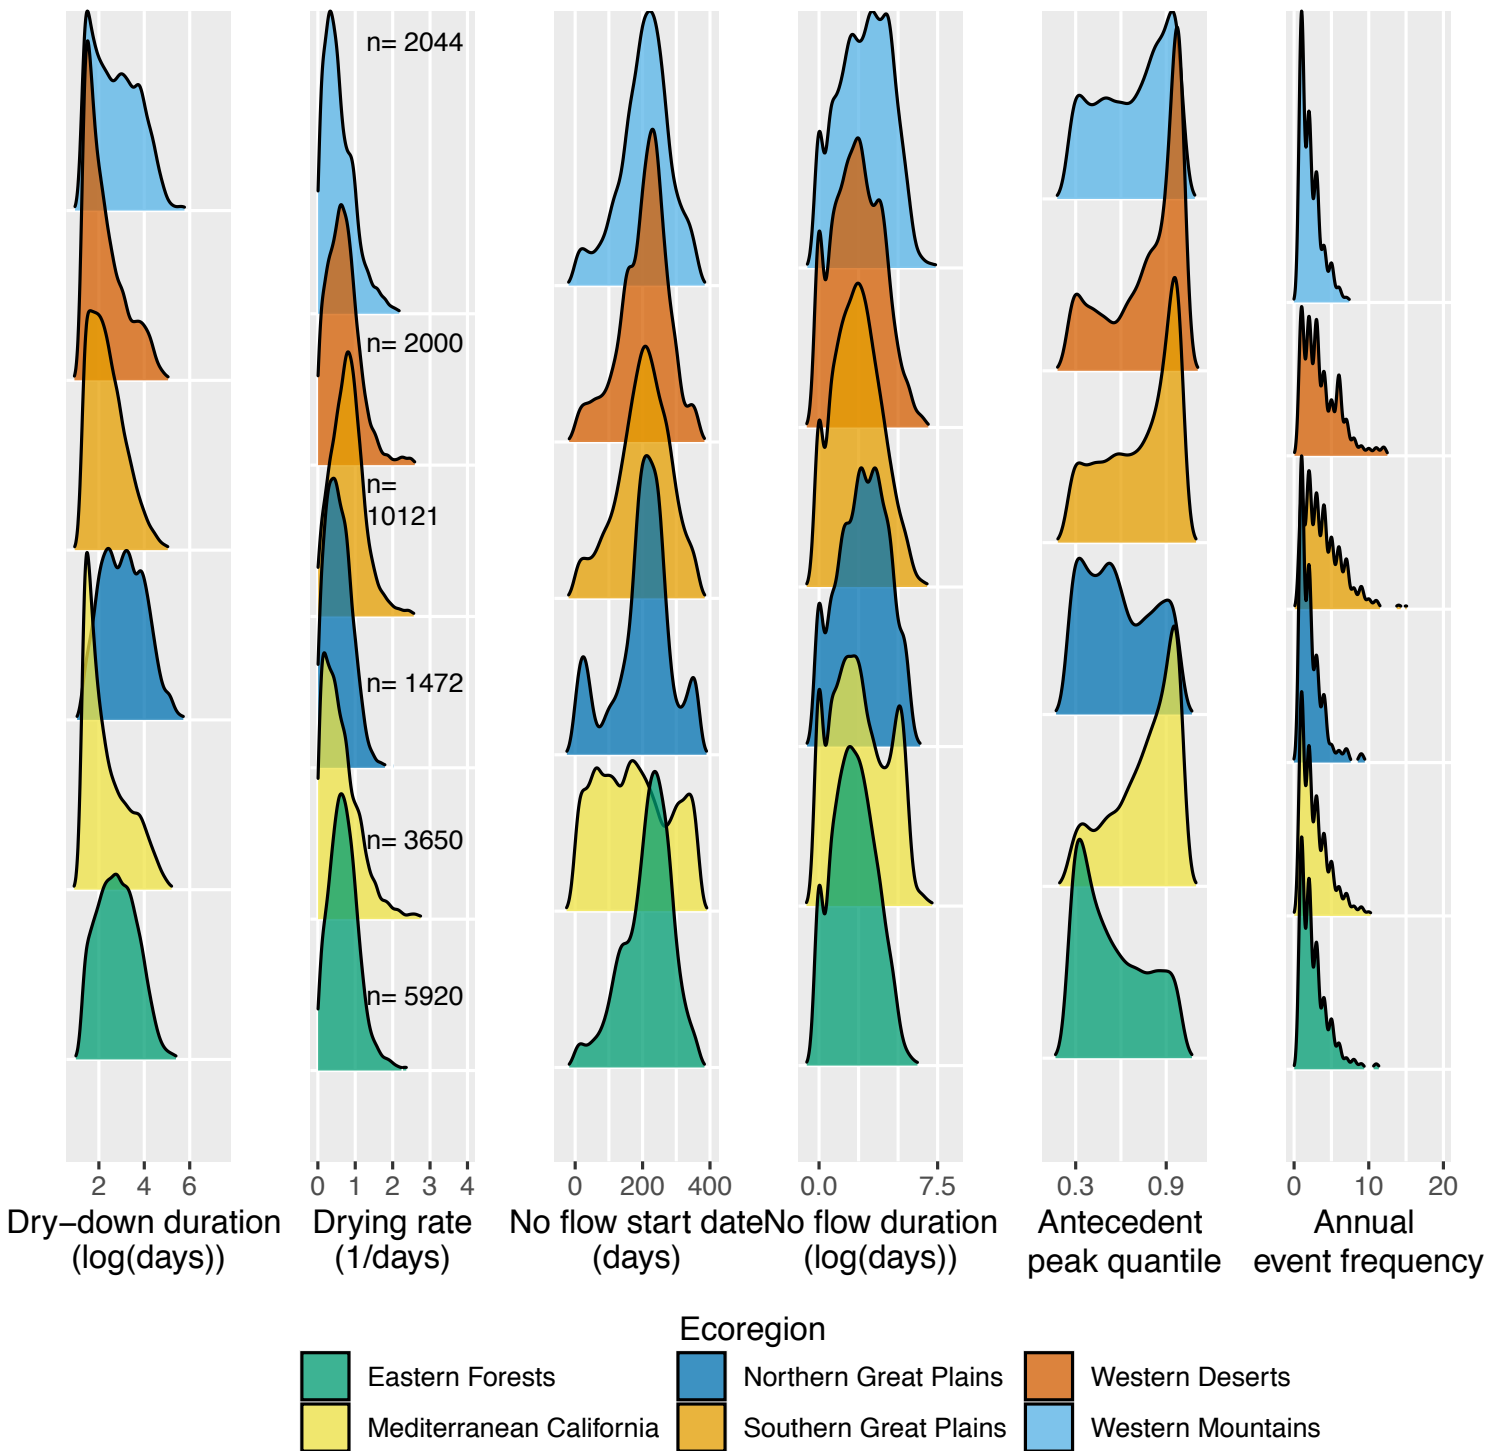 n= 2044
n= 2000
n=
10121
n= 1472
n= 3650
n= 5920
2 4 6
0 1 2 3 4
0 200 400
0.0 7.5
0.3 0.9
0 10 20
Dry−down duration
(log(days))
Drying rate
(1/days)
No flow start date
(days)
No flow duration
(log(days))
Antecedent
peak quantile
Annual
event frequency
Ecoregion
Eastern Forests
Northern Great Plains
Western Deserts
Mediterranean California
Southern Great Plains
Western Mountains